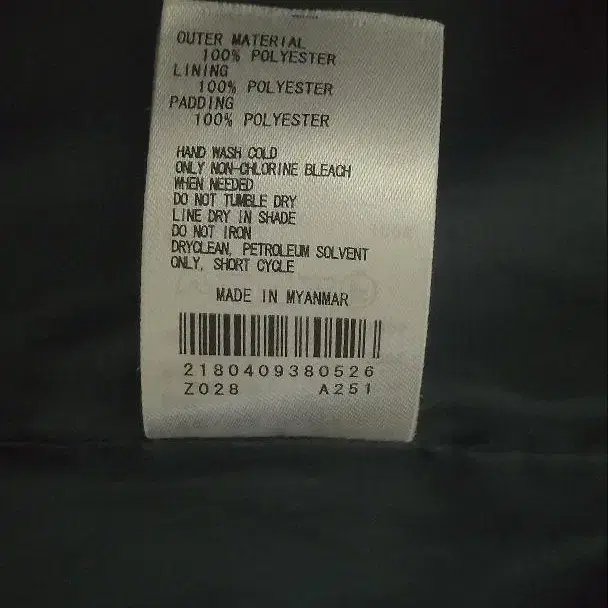 OUTER MATERIAL
100% POLYESTER
LINING
100% POLYESTER
PADDING
100% POLYESTER
HAND WASH COLD
ONLY NON-CHLORINE BLEACH
WHEN NEEDED
DO NOT TUMBLE DRY
LINE DRY IN SHADE
DO NOT IRON
DRYCLEAN, PETROLEUM SOLVENT
ONLY, SHORT CYCLE
MADE IN MYANMAR
2180409380526
Z028 A251